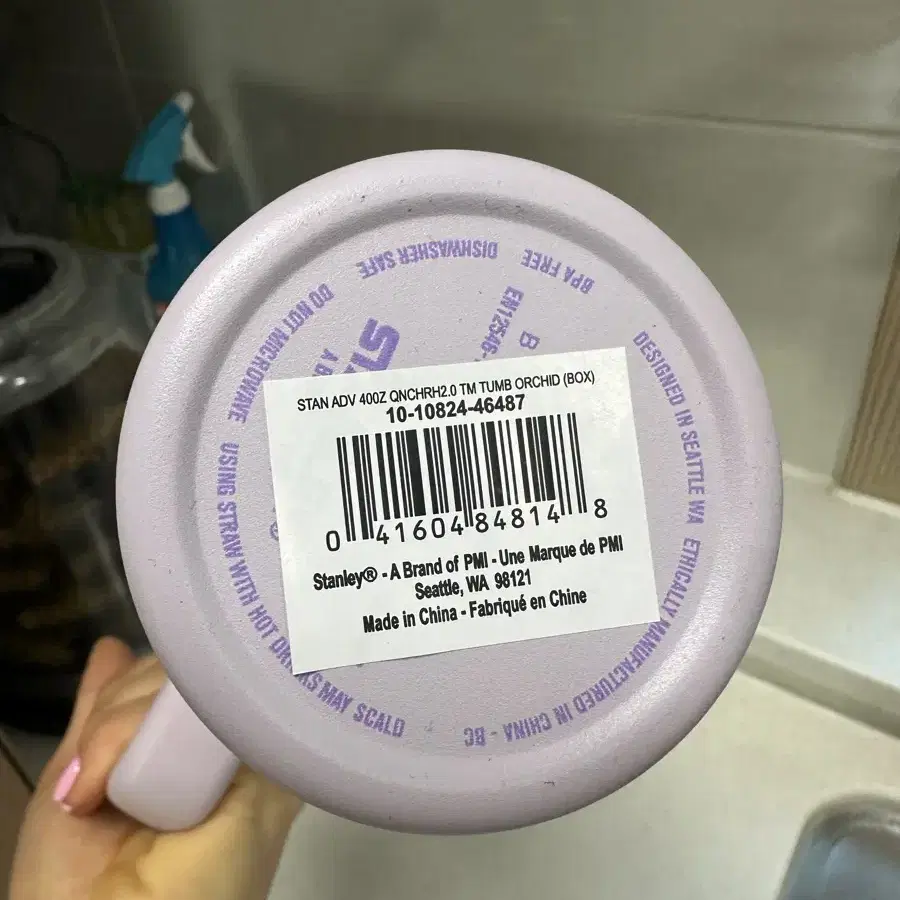 STAN ADV 40OZ QNCHRH2.0 TM TUMB ORCHID (BOX)
10-10824-46487
0 41604 84814 8
Stanley® - A Brand of PMI - Une Marque de PMI
Seattle, WA 98121
Made in China - Fabriqué en Chine
DISHWASHER SAFE
BPA FREE
DO NOT MICROWAVE
USING STRAW WITH HOT MAY SCALD
DESIGNED IN SEATTLE WA
ETHICALLY MANUFACTURED IN CHINA - BC
EN12546-